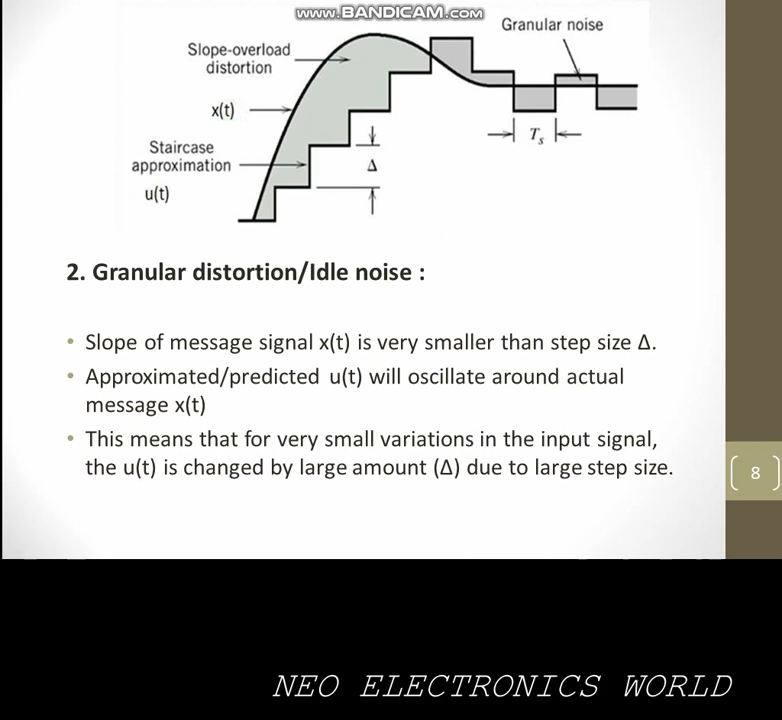 www.BANDICAM.com
Granular noise
Slope-overload
distortion
x(t)
Staircase
approximation
u(t)
Δ
Ts
2. Granular distortion/Idle noise :
• Slope of message signal x(t) is very smaller than step size Δ.
• Approximated/predicted u(t) will oscillate around actual
message x(t)
• This means that for very small variations in the input signal,
the u(t) is changed by large amount (Δ) due to large step size.
8
NEO ELECTRONICS WORLD